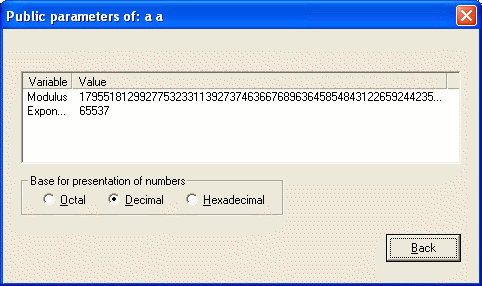 Public parameters of: a a
Variable Value
Modulus 17955181299277532331139273746366768963645854843122659244235...
Expon... 65537
Base for presentation of numbers
Octal Decimal Hexadecimal
Back